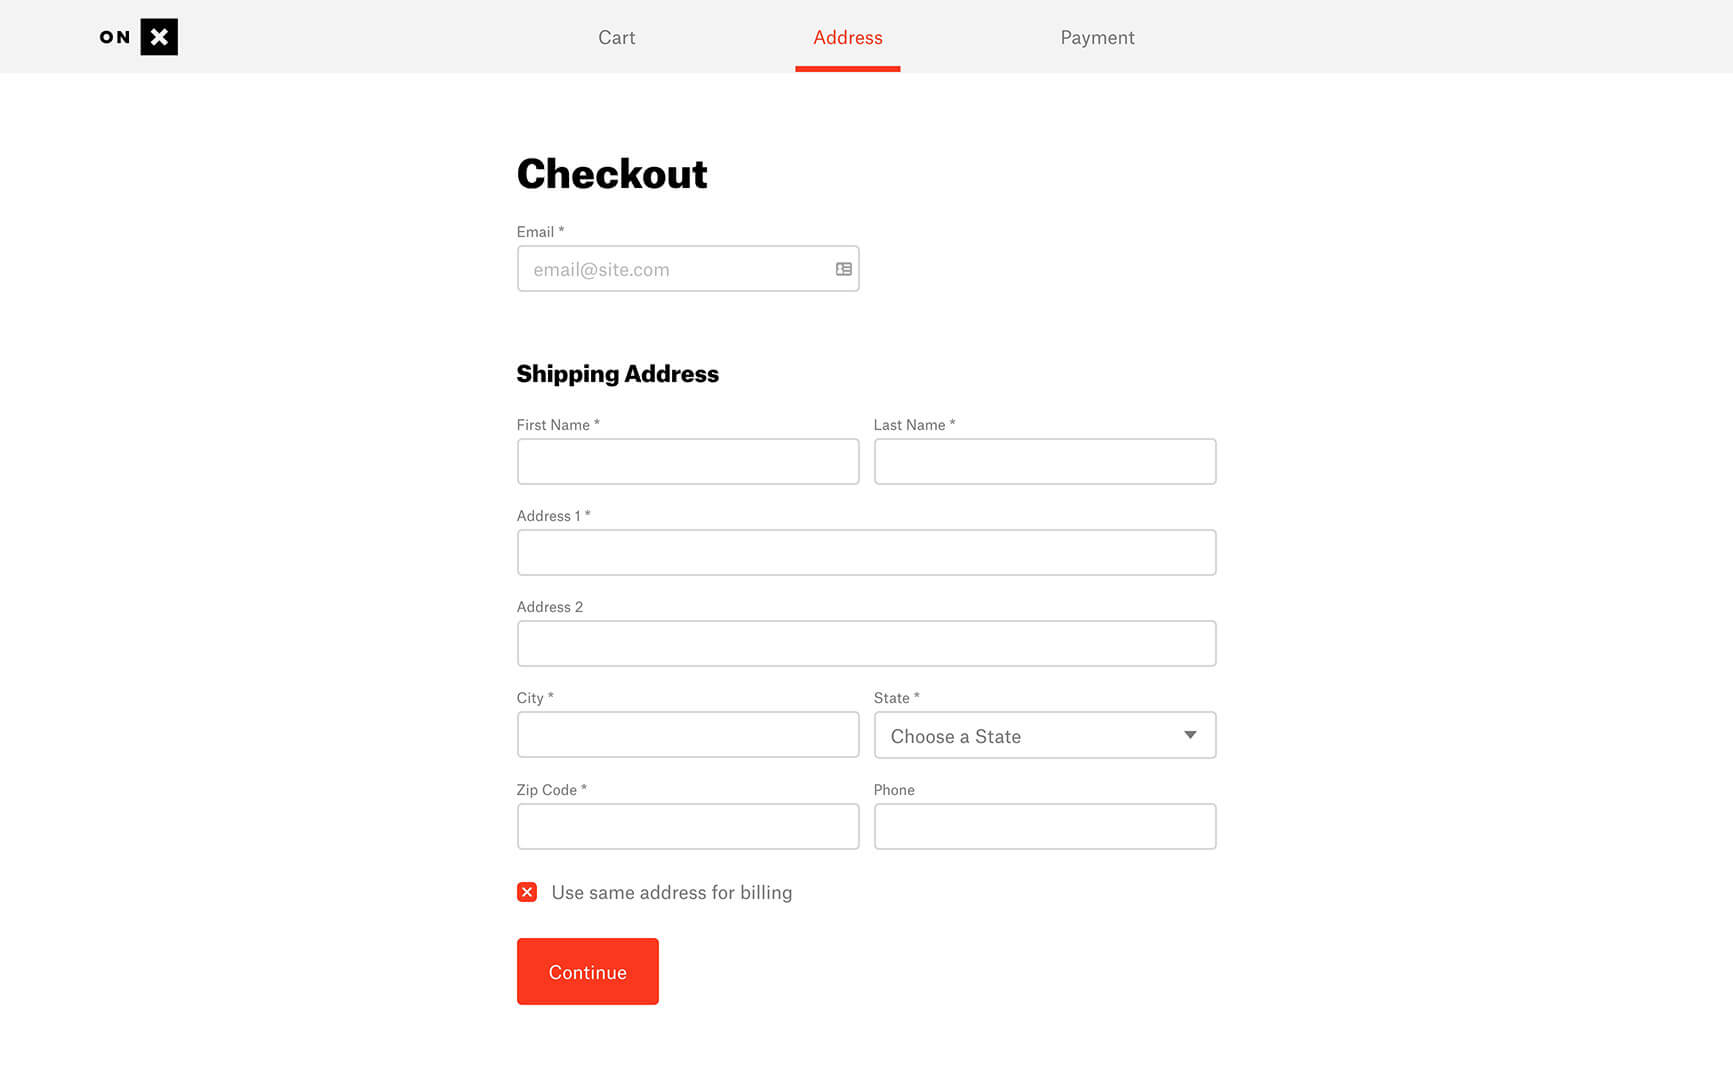 ON X Cart Address Payment
Checkout
Email *
email@site.com
Shipping Address
First Name * Last Name *
Address 1 *
Address 2
City * State *
Choose a State
Zip Code * Phone
Use same address for billing
Continue